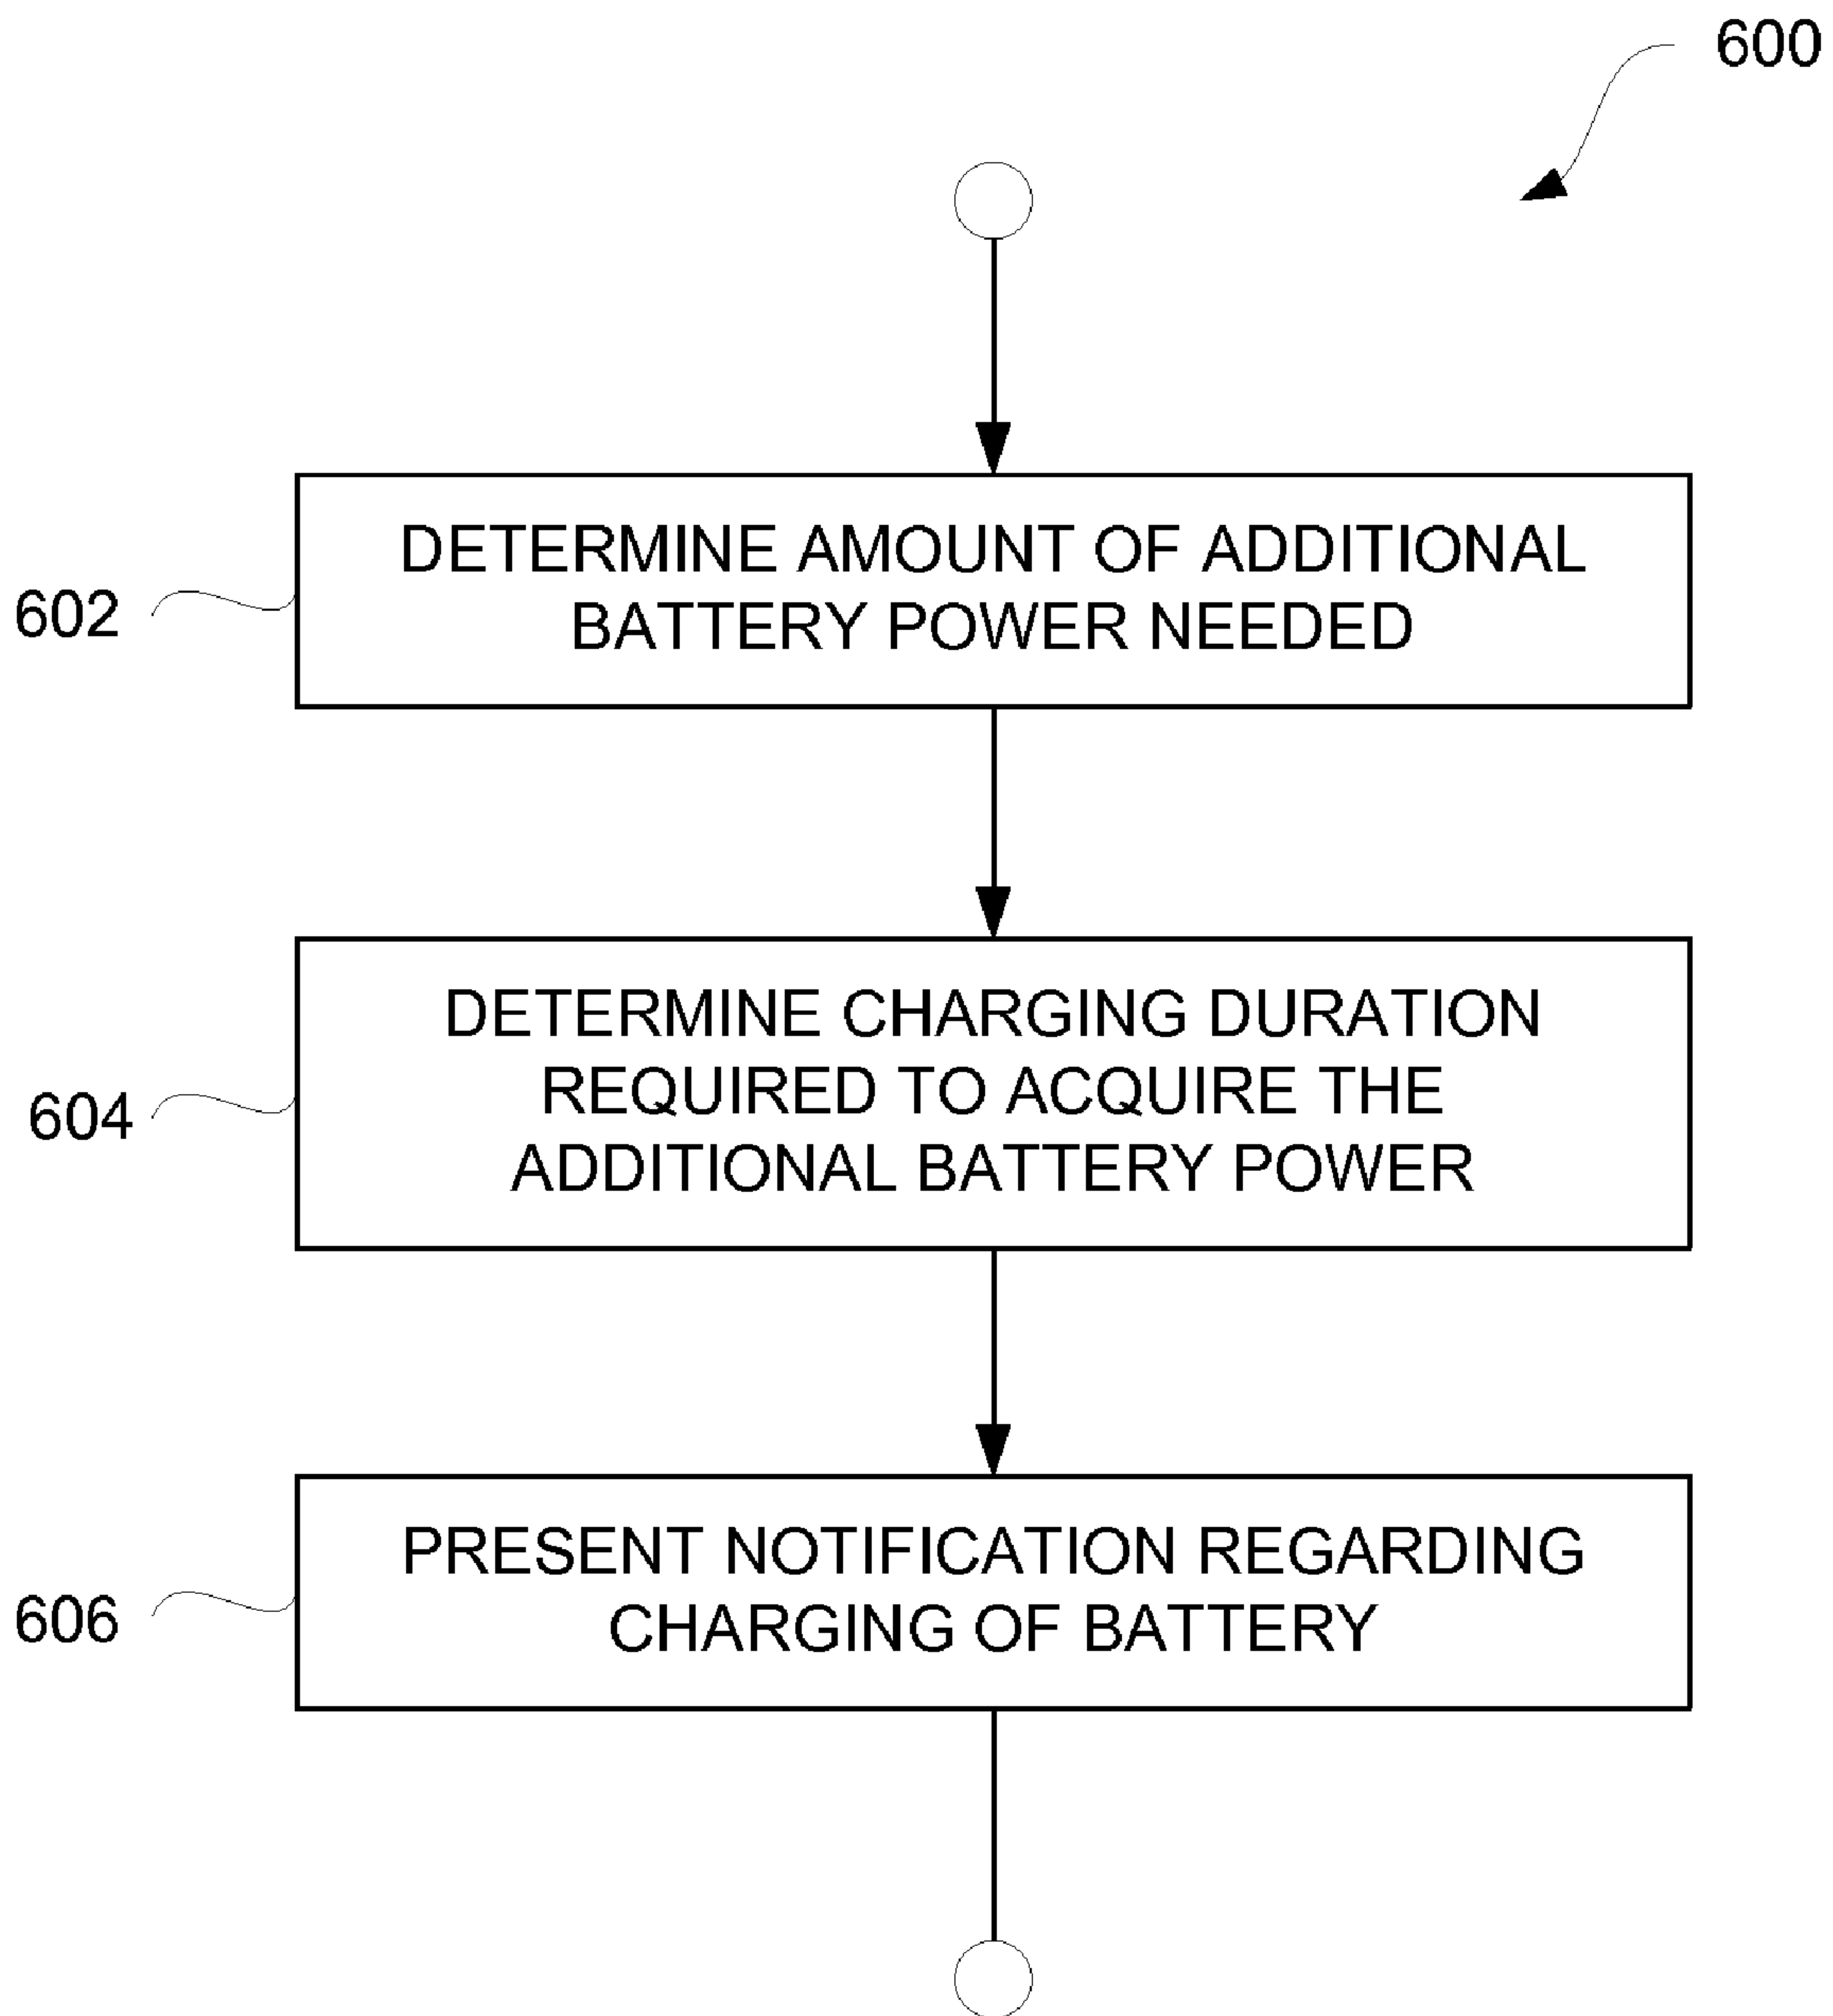 600
DETERMINE AMOUNT OF ADDITIONAL
BATTERY POWER NEEDED
602
DETERMINE CHARGING DURATION
REQUIRED TO ACQUIRE THE
ADDITIONAL BATTERY POWER
604
PRESENT NOTIFICATION REGARDING
CHARGING OF BATTERY
606